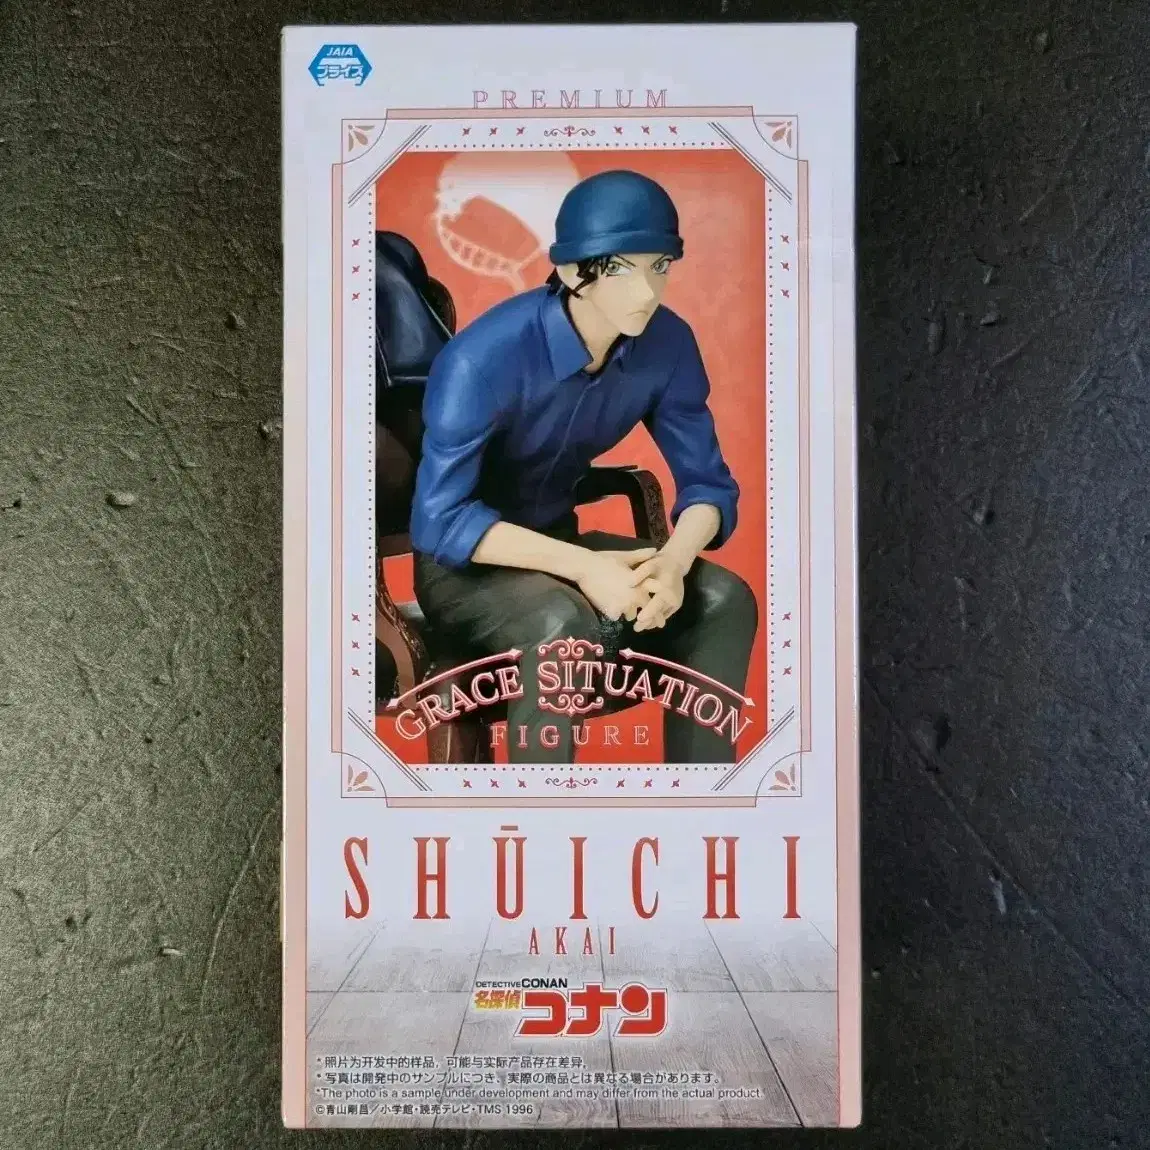 JAIA
プライズ
PREMIUM
GRACE SITUATION
FIGURE
SHŪICHI
AKAI
DETECTIVE CONAN
名探偵
コナン
*照片为开发中的样品，可能与实际产品存在差异。
*写真は開発中のサンプルにつき、実際の商品とは異なる場合があります。
*The photo is a sample under development and may differ from the actual product.
©青山剛昌／小学館・読売テレビ・TMS 1996